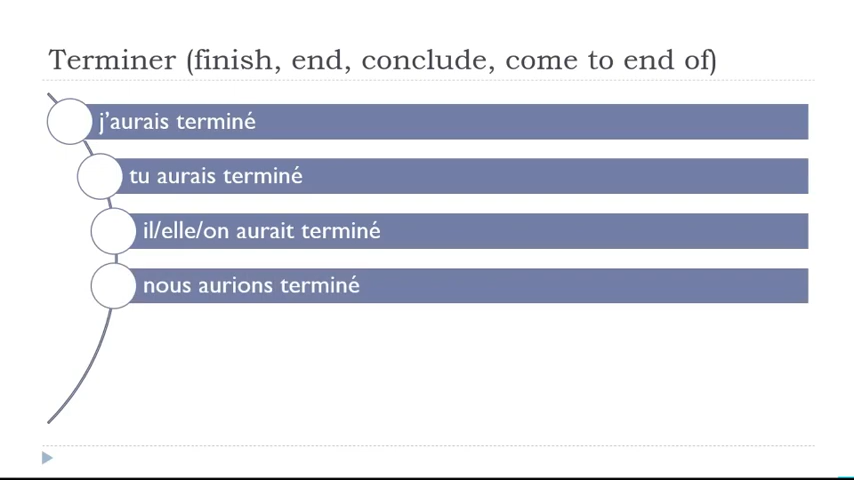 Terminer (finish, end, conclude, come to end of)
j'aurais terminé
tu aurais terminé
il/elle/on aurait terminé
nous aurions terminé